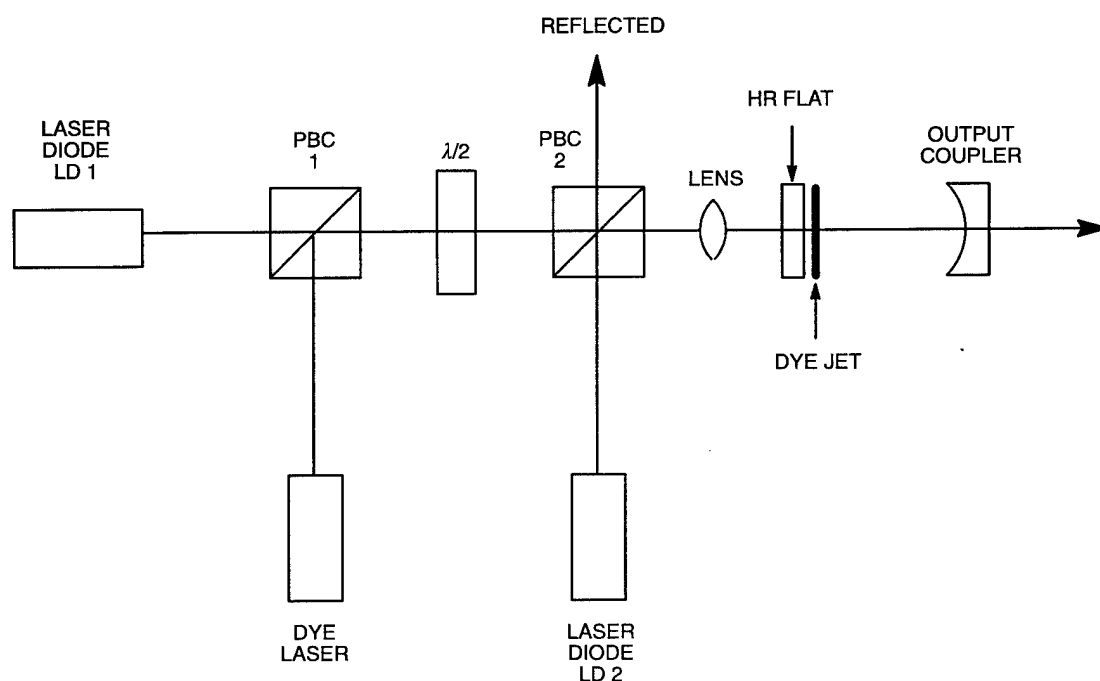 REFLECTED
HR FLAT
LASER
DIODE
LD 1
PBC
1
λ/2
PBC
2
LENS
OUTPUT
COUPLER
DYE JET
DYE
LASER
LASER
DIODE
LD 2